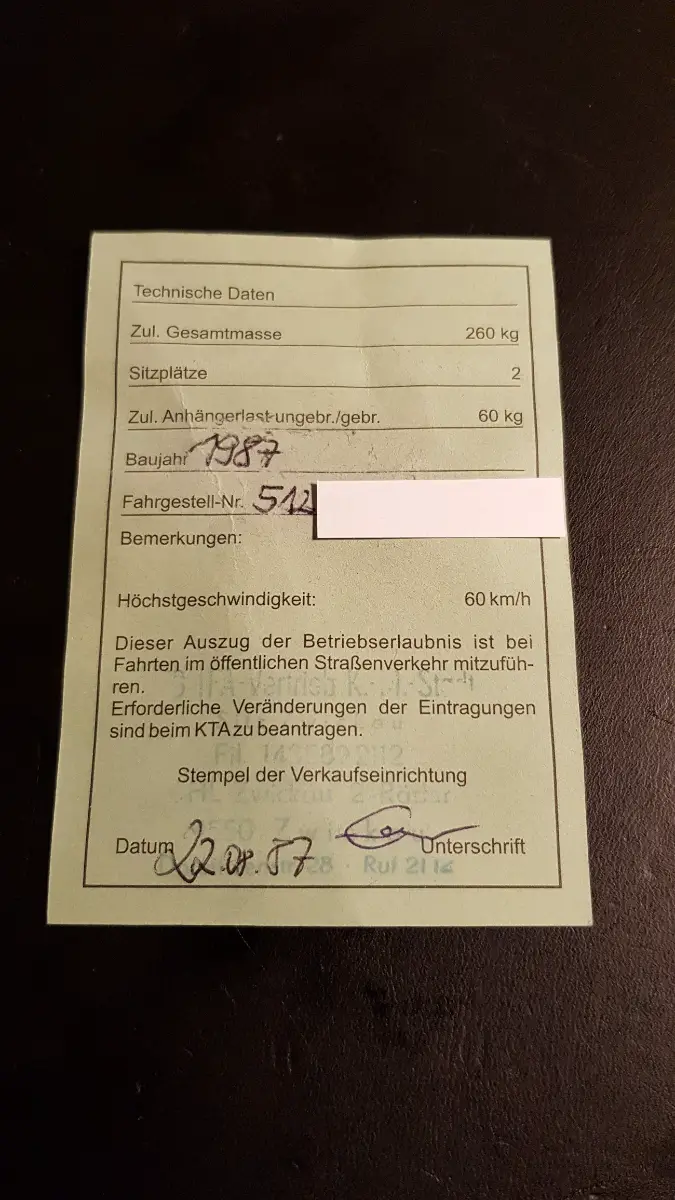 Technische Daten
Zul. Gesamtmasse 260 kg
Sitzplätze 2
Zul. Anhängerlast-ungebr./gebr. 60 kg
Baujahr 1987
Fahrgestell-Nr. 512
Bemerkungen:
Höchstgeschwindigkeit: 60 km/h
Dieser Auszug der Betriebserlaubnis ist bei
Fahrten im öffentlichen Straßenverkehr mitzufüh-
ren.
Erforderliche Veränderungen der Eintragungen
sind beim KTA zu beantragen.
Stempel der Verkaufseinrichtung
Datum 22.08.87 Unterschrift